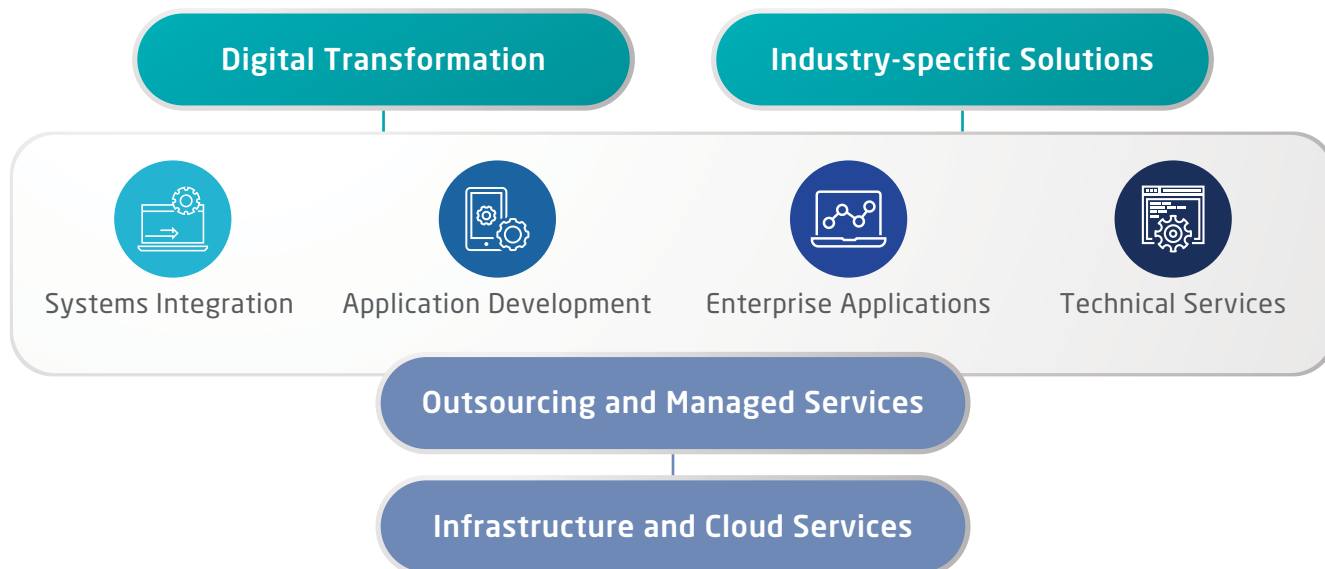 Digital Transformation
Industry-specific Solutions
Systems Integration
Application Development
Enterprise Applications
Technical Services
Outsourcing and Managed Services
Infrastructure and Cloud Services